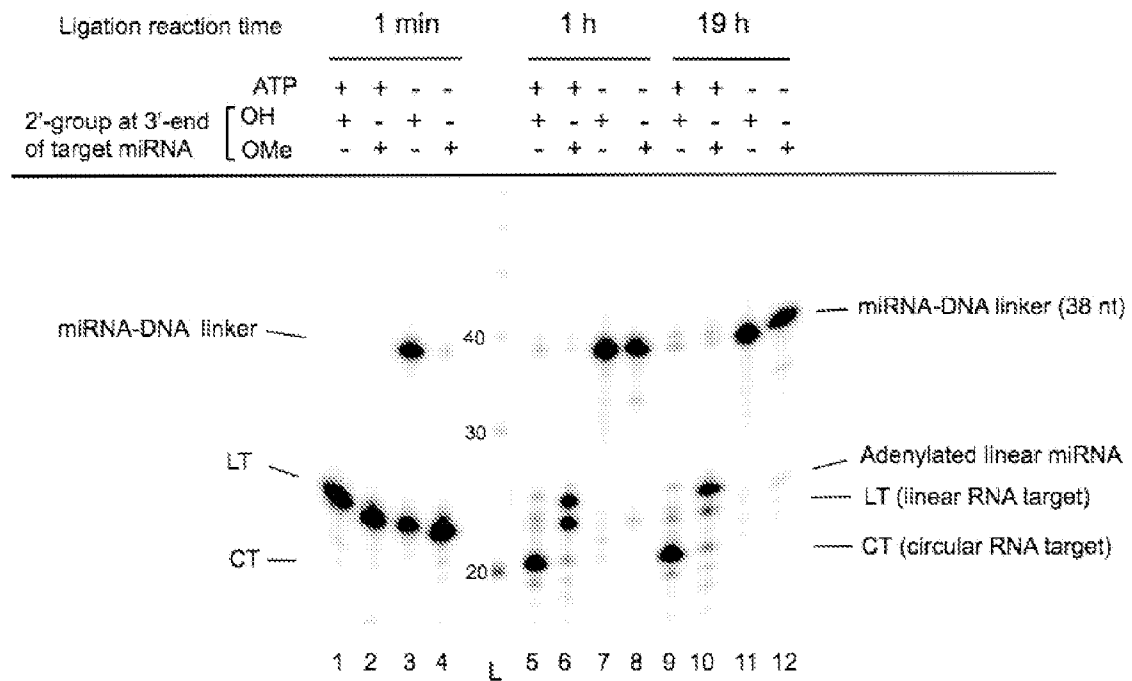 Ligation reaction time 1 min 1 h 19 h
ATP + + - - + + - - + + - -
2'-group at 3'-end
of target miRNA
OH + - + - + - + - + - + -
OMe - + - + - + - + - + - +
miRNA-DNA linker
40
miRNA-DNA linker (38 nt)
30
LT
Adenylated linear miRNA
LT (linear RNA target)
CT
20
CT (circular RNA target)
1 2 3 4 L 5 6 7 8 9 10 11 12